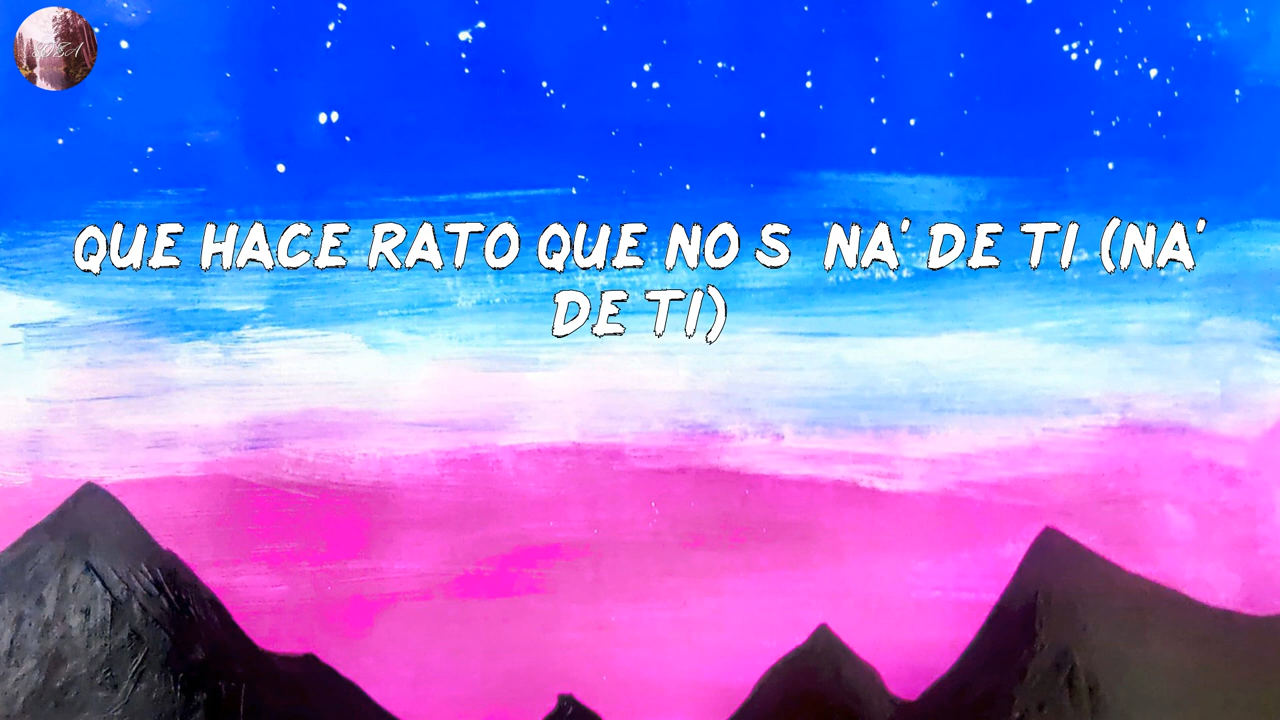 QUE HACE RATO QUE NO S NA' DE TI (NA'
DE TI)